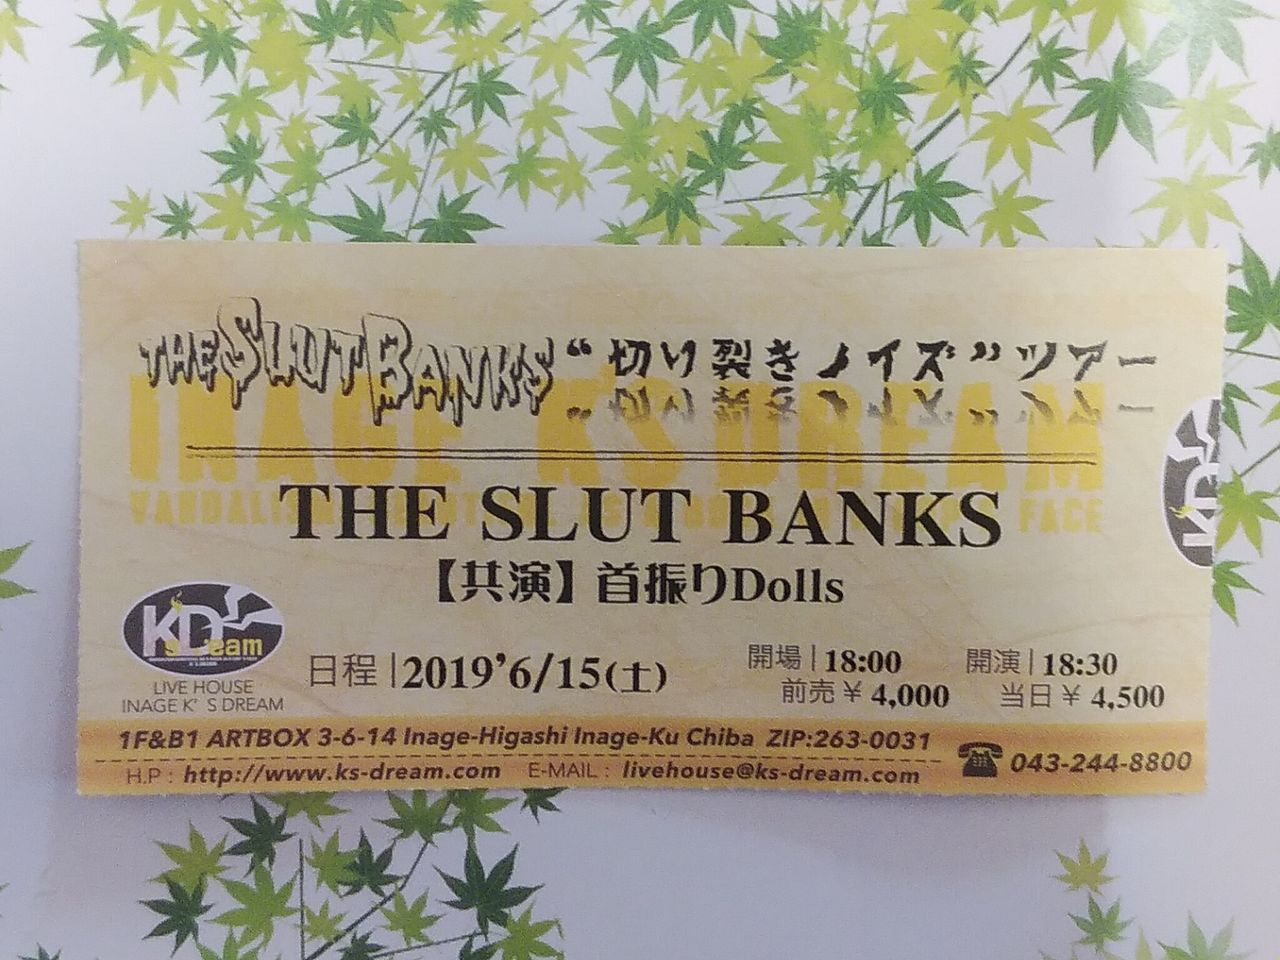 THE SLUT BANKS “切り裂きノイズ”ツアー
INAGE K'S DREAM
THE SLUT BANKS
FACE
【共演】首振りDolls
K'sDream
LIVE HOUSE
INAGE K'S DREAM
日程|2019'6/15(土)
開場|18:00 開演|18:30
前売¥4,000 当日¥4,500
1F&B1 ARTBOX 3-6-14 Inage-Higashi Inage-Ku Chiba ZIP:263-0031
☎043-244-8800
H.P : http://www.ks-dream.com E-MAIL : livehouse@ks-dream.com